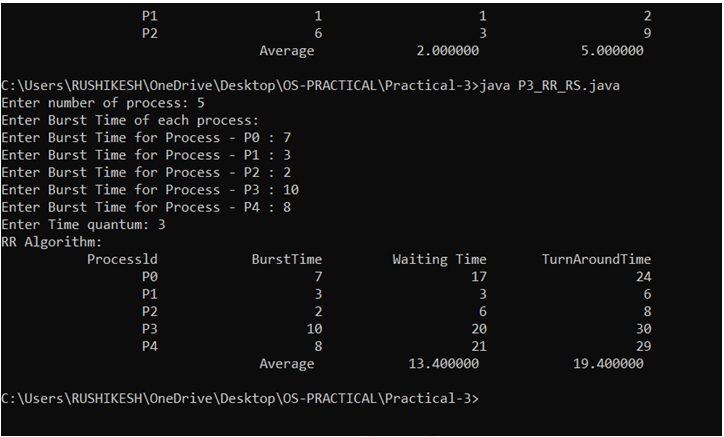 P1 1 1 2
P2 6 3 9
Average 2.000000 5.000000
C:\Users\RUSHIKESH\OneDrive\Desktop\OS-PRACTICAL\Practical-3>java P3_RR_RS.java
Enter number of process: 5
Enter Burst Time of each process:
Enter Burst Time for Process - P0 : 7
Enter Burst Time for Process - P1 : 3
Enter Burst Time for Process - P2 : 2
Enter Burst Time for Process - P3 : 10
Enter Burst Time for Process - P4 : 8
Enter Time quantum: 3
RR Algorithm:
ProcessId BurstTime Waiting Time TurnAroundTime
P0 7 17 24
P1 3 3 6
P2 2 6 8
P3 10 20 30
P4 8 21 29
Average 13.400000 19.400000
C:\Users\RUSHIKESH\OneDrive\Desktop\OS-PRACTICAL\Practical-3>